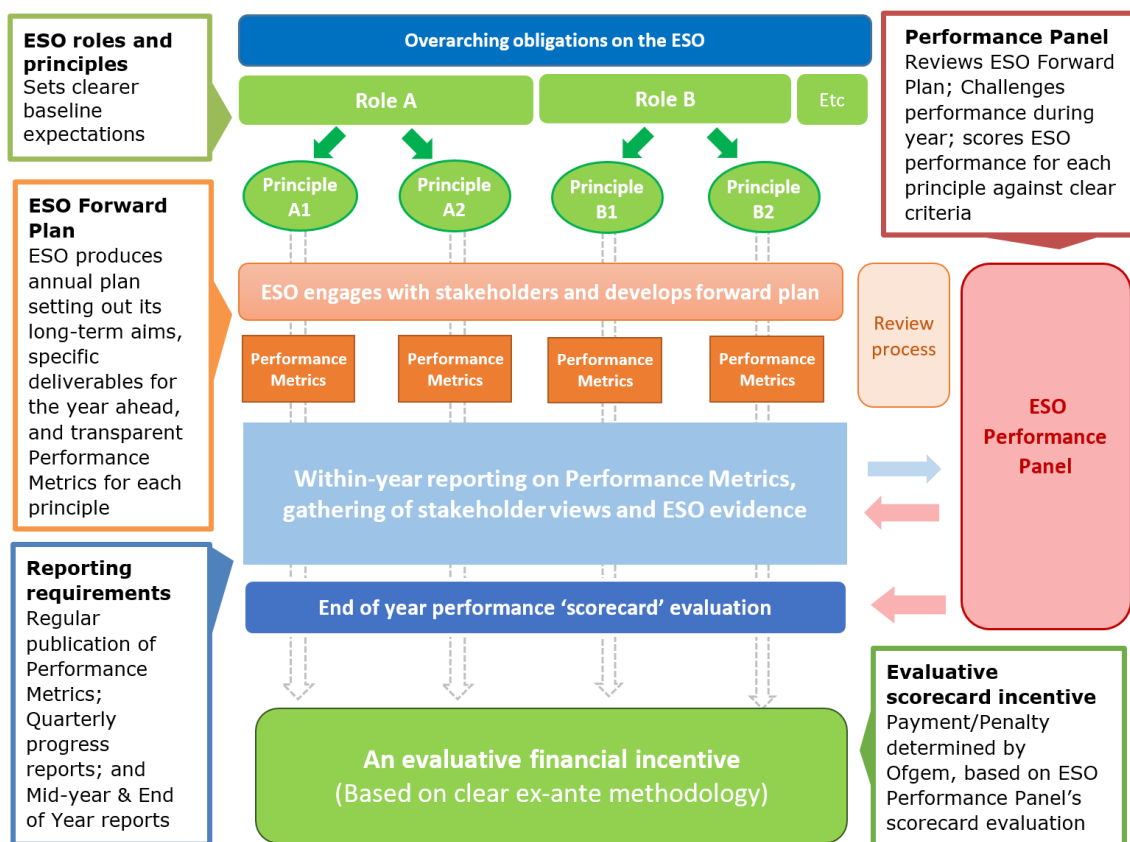 ESO roles and
principles
Sets clearer
baseline
expectations
Overarching obligations on the ESO
Role A
Role B
Etc
Performance Panel
Reviews ESO Forward
Plan; Challenges
performance during
year; scores ESO
performance for each
principle against clear
criteria
Principle
A1
Principle
A2
Principle
B1
Principle
B2
ESO Forward
Plan
ESO produces
annual plan
setting out its
long-term aims,
specific
deliverables for
the year ahead,
and transparent
Performance
Metrics for each
principle
ESO engages with stakeholders and develops forward plan
Review
process
Performance
Metrics
Performance
Metrics
Performance
Metrics
Performance
Metrics
ESO
Performance
Panel
Within-year reporting on Performance Metrics,
gathering of stakeholder views and ESO evidence
Reporting
requirements
Regular
publication of
Performance
Metrics;
Quarterly
progress
reports; and
Mid-year & End
of Year reports
End of year performance ‘scorecard’ evaluation
An evaluative financial incentive
(Based on clear ex-ante methodology)
Evaluative
scorecard incentive
Payment/Penalty
determined by
Ofgem, based on ESO
Performance Panel’s
scorecard evaluation